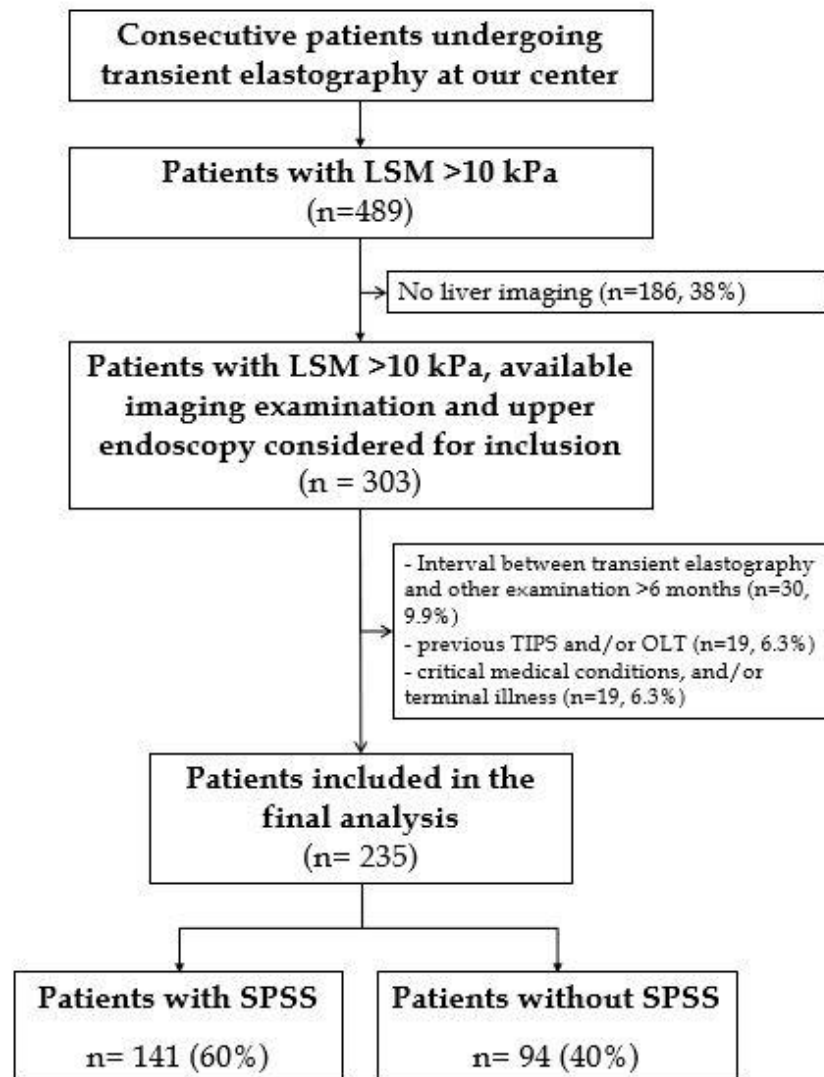 Consecutive patients undergoing
transient elastography at our center
Patients with LSM >10 kPa
(n=489)
No liver imaging (n=186, 38%)
Patients with LSM >10 kPa, available
imaging examination and upper
endoscopy considered for inclusion
(n = 303)
- Interval between transient elastography
and other examination >6 months (n=30,
9.9%)
- previous TIPS and/or OLT (n=19, 6.3%)
- critical medical conditions, and/or
terminal illness (n=19, 6.3%)
Patients included in the
final analysis
(n= 235)
Patients with SPSS
n= 141 (60%)
Patients without SPSS
n= 94 (40%)